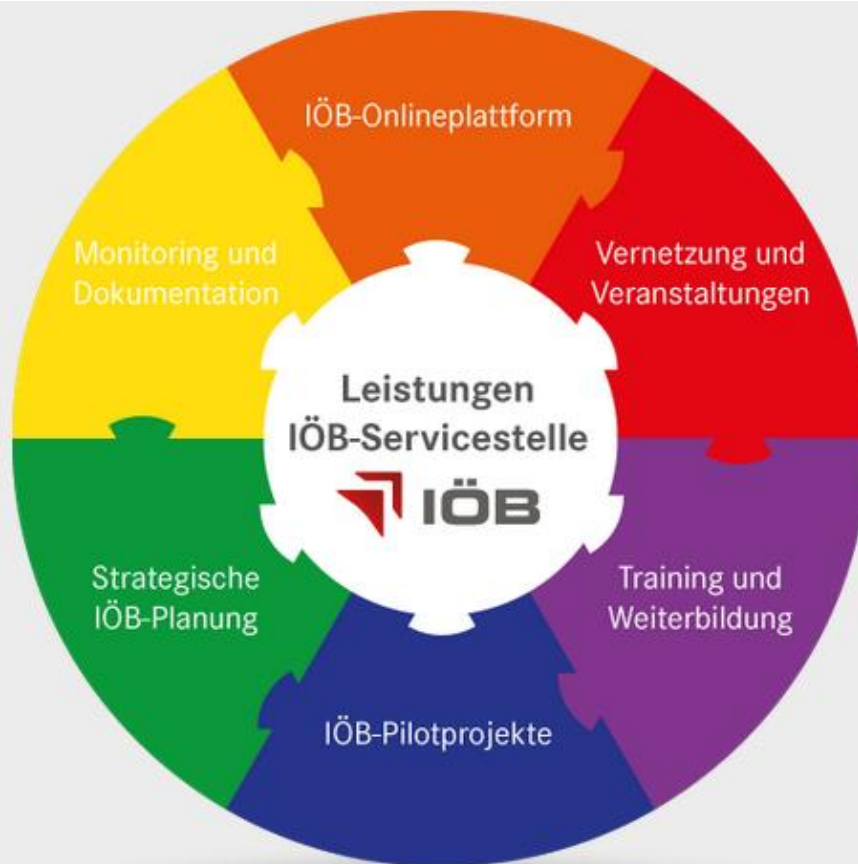 IÖB-Onlineplattform
Monitoring und
Dokumentation
Vernetzung und
Veranstaltungen
Leistungen
IÖB-Servicestelle
IÖB
Strategische
IÖB-Planung
Training und
Weiterbildung
IÖB-Pilotprojekte